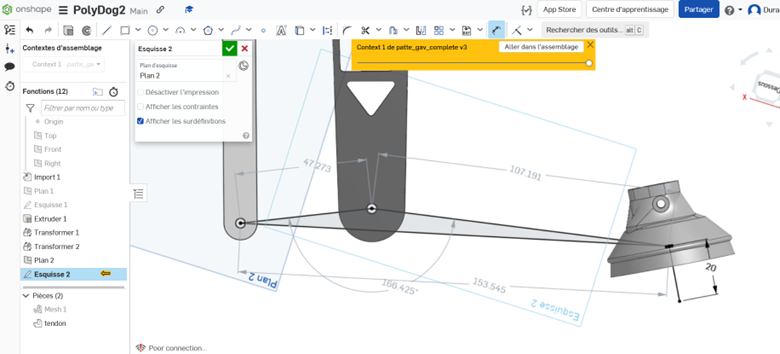 onshape PolyDog2 Main App Store Centre d'apprentissage Partager Dura
Rechercher des outils... alt C
Contextes d'assemblage
Context 1 patte_ga
Fonctions (12)
Filtrer par nom ou type
Origin
Top
Front
Right
Import 1
Plan 1
Esquisse 1
Extruder 1
Transformer 1
Transformer 2
Plan 2
Esquisse 2
Pièces (2)
Mesh 1
tendon
Esquisse 2
Plan d'esquisse
Plan 2
Désactiver l'impression
Afficher les contraintes
Afficher les surdéfinitions
Context 1 de patte_gav_complete v3
Aller dans l'assemblage
X
47.273
107.191
166.425°
153.545
20
Plan 2
Esquisse 2
Poor connection...